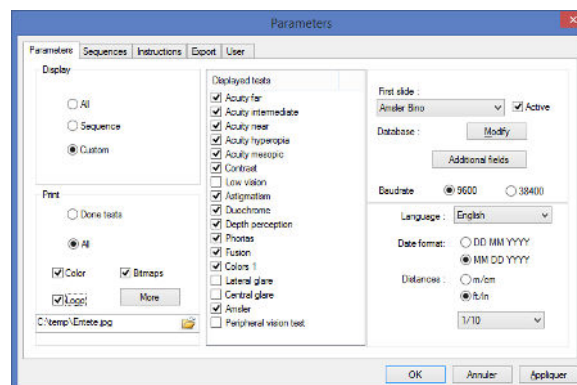 Parameters
Parameters Sequences Instructions Export User
Display
All
Sequence
Custom
Print
Done tests
All
Color Bitmaps
Logo More
C:\temp\Entete.jpg
Displayed tests
Acuity far
Acuity intermediate
Acuity near
Acuity hyperopia
Acuity mesopic
Contrast
Low vision
Astigmatism
Duochrome
Depth perception
Phorias
Fusion
Colors 1
Lateral glare
Central glare
Amsler
Peripheral vision test
First slide :
Amsler Bino Active
Database : Modify
Additional fields
Baudrate 9600 38400
Language : English
Date format: DD MM YYYY
MM DD YYYY
Distances : m/cm
ft/in
1/10
OK Annuler Appliquer